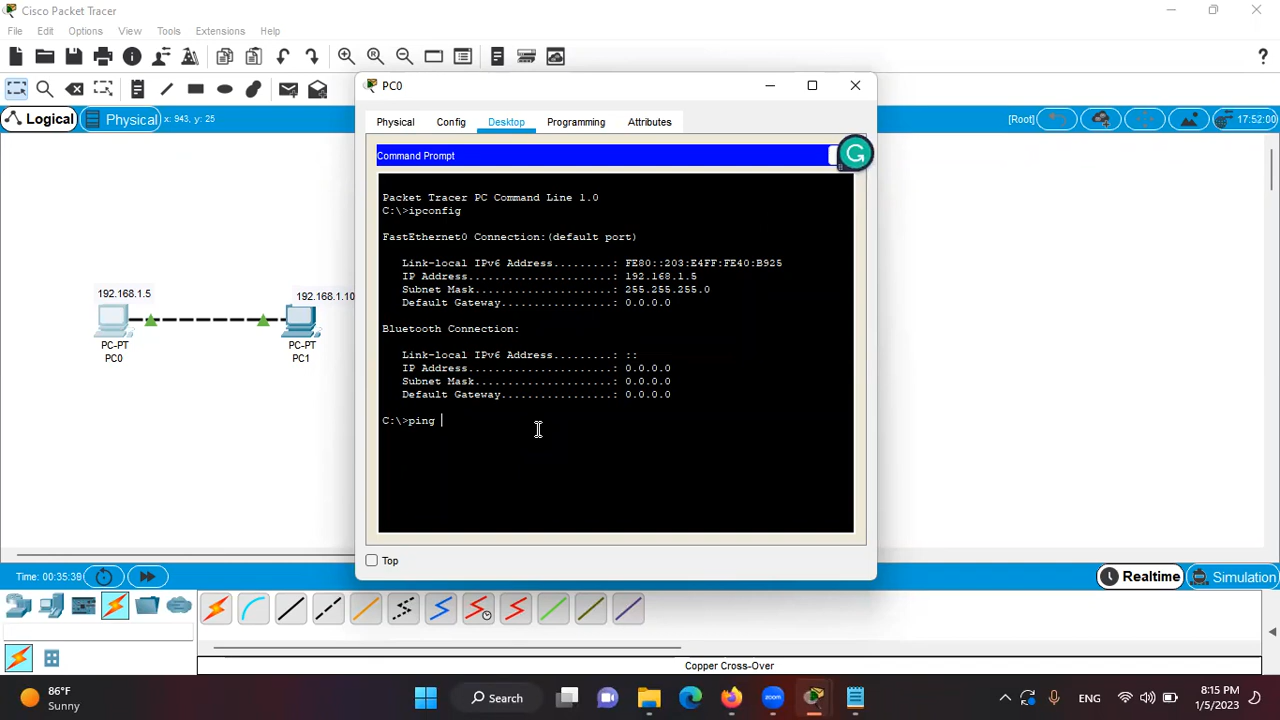 Cisco Packet Tracer
File Edit Options View Tools Extensions Help
PC0
Logical Physical x: 943, y: 25 [Root] 17:52:00
Physical Config Desktop Programming Attributes
Command Prompt
Packet Tracer PC Command Line 1.0
C:\>ipconfig
FastEthernet0 Connection:(default port)
Link-local IPv6 Address.........: FE80::203:E4FF:FE40:B925
IP Address......................: 192.168.1.5
Subnet Mask.....................: 255.255.255.0
Default Gateway.................: 0.0.0.0
Bluetooth Connection:
Link-local IPv6 Address.........: ::
IP Address......................: 0.0.0.0
Subnet Mask.....................: 0.0.0.0
Default Gateway.................: 0.0.0.0
C:\>ping
192.168.1.5
192.168.1.10
PC-PT
PC0
PC-PT
PC1
Top
Time: 00:35:39 Realtime Simulation
Copper Cross-Over
86°F
Sunny
Search
zoom
ENG
8:15 PM
1/5/2023